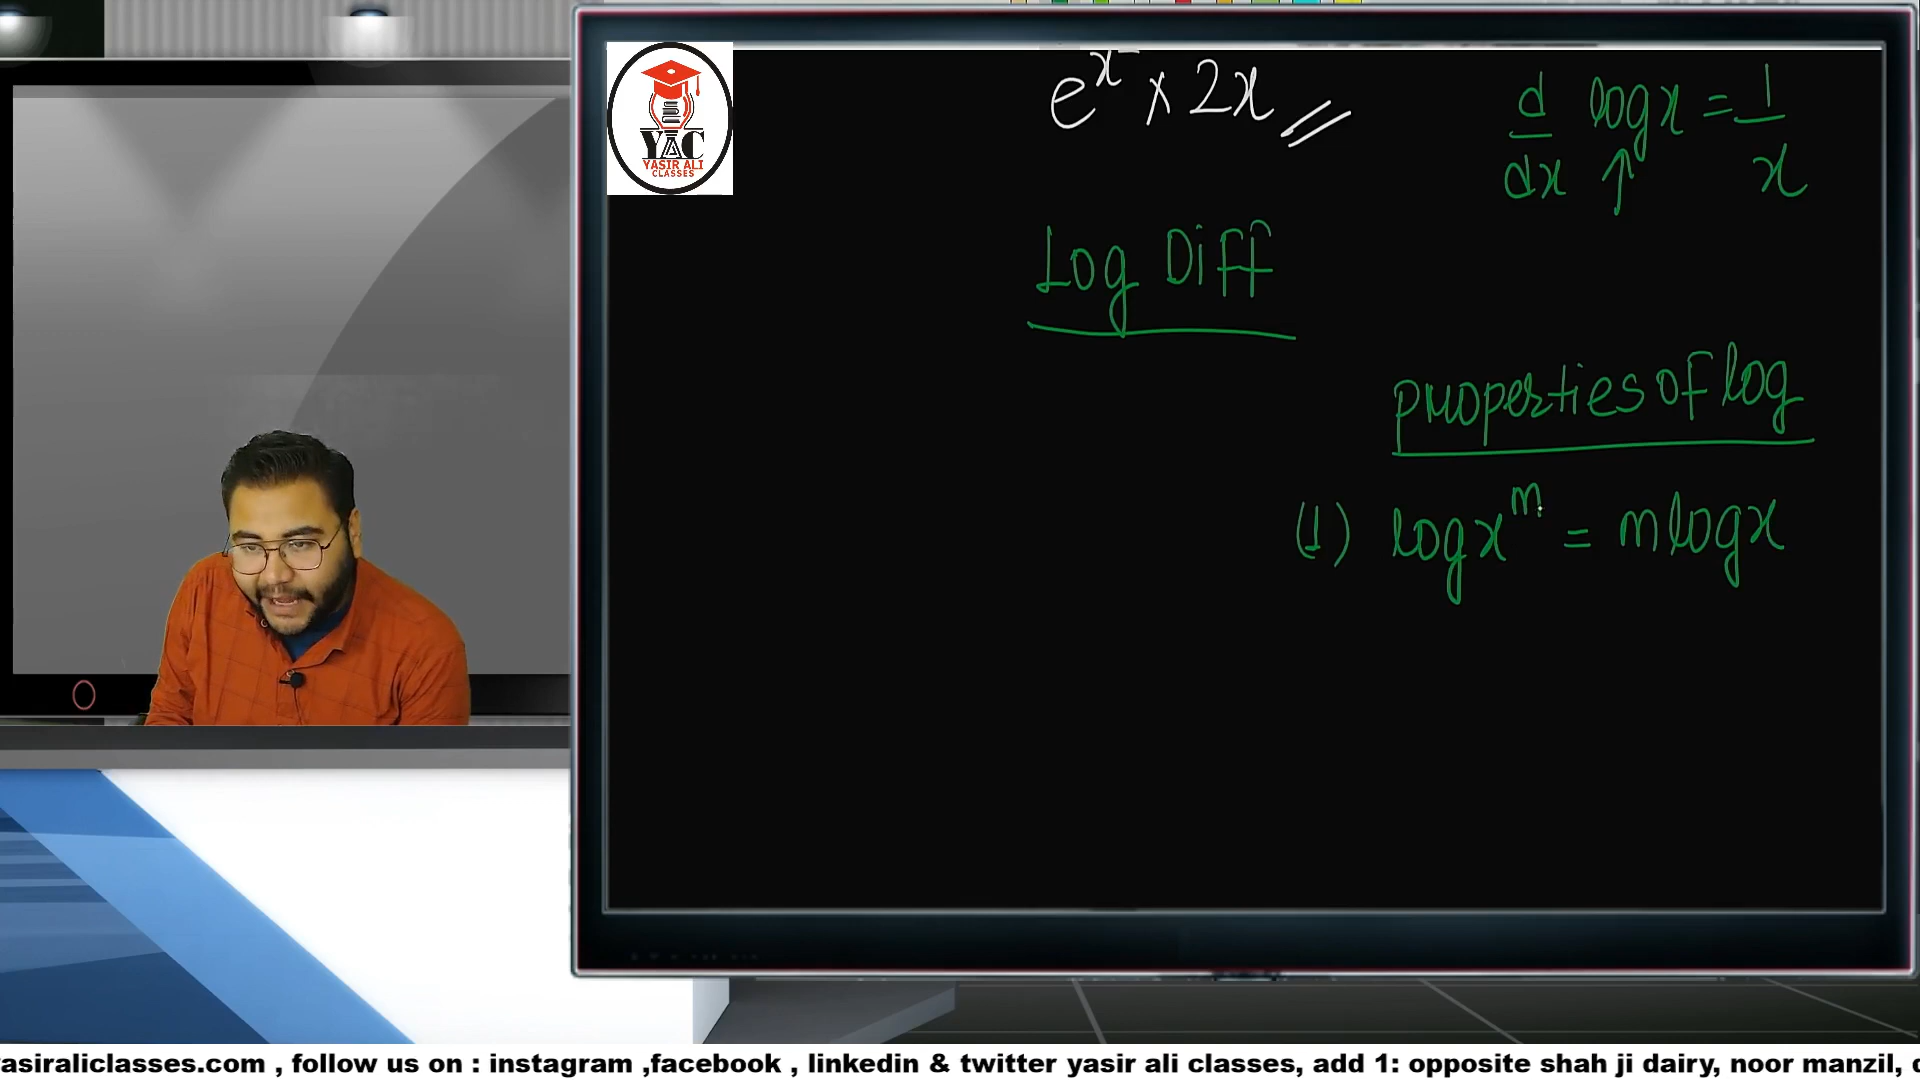 YAC
YASIR ALI
CLASSES
e^x × 2x
d/dx log x = 1/x
Log Diff
properties of log
(1) log x^m = m log x
asiraliclasses.com , follow us on : instagram ,facebook , linkedin & twitter yasir ali classes, add 1: opposite shah ji dairy, noor manzil,